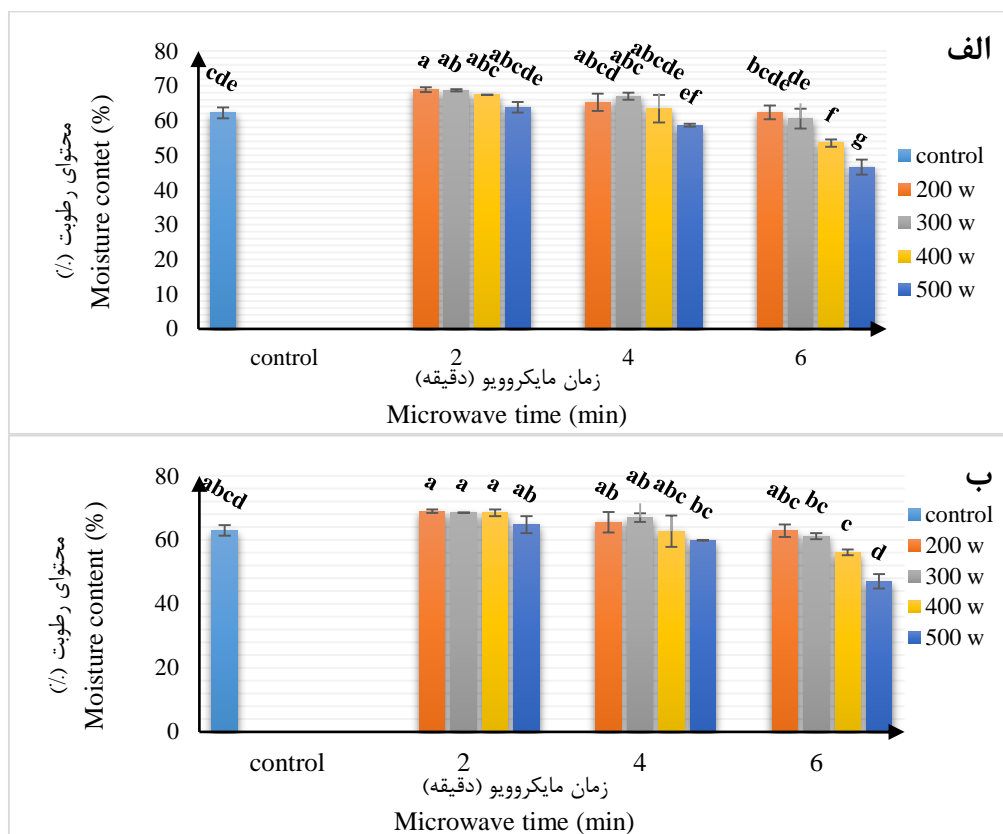 الف
80
70
60
50
40
30
20
10
0
محتوای رطوبت (٪)
Moisture contet (%)
cde
a
ab
abc
abcde
abcd
abc
abcde
ef
bcde
de
f
g
control
200 w
300 w
400 w
500 w
control
2
4
6
زمان مایکروویو (دقیقه)
Microwave time (min)
ب
80
60
40
20
0
محتوای رطوبت (٪)
Moisture content (%)
abcd
a
a
a
ab
ab
ab
abc
bc
abc
bc
c
d
control
200 w
300 w
400 w
500 w
control
2
4
6
زمان مایکروویو (دقیقه)
Microwave time (min)